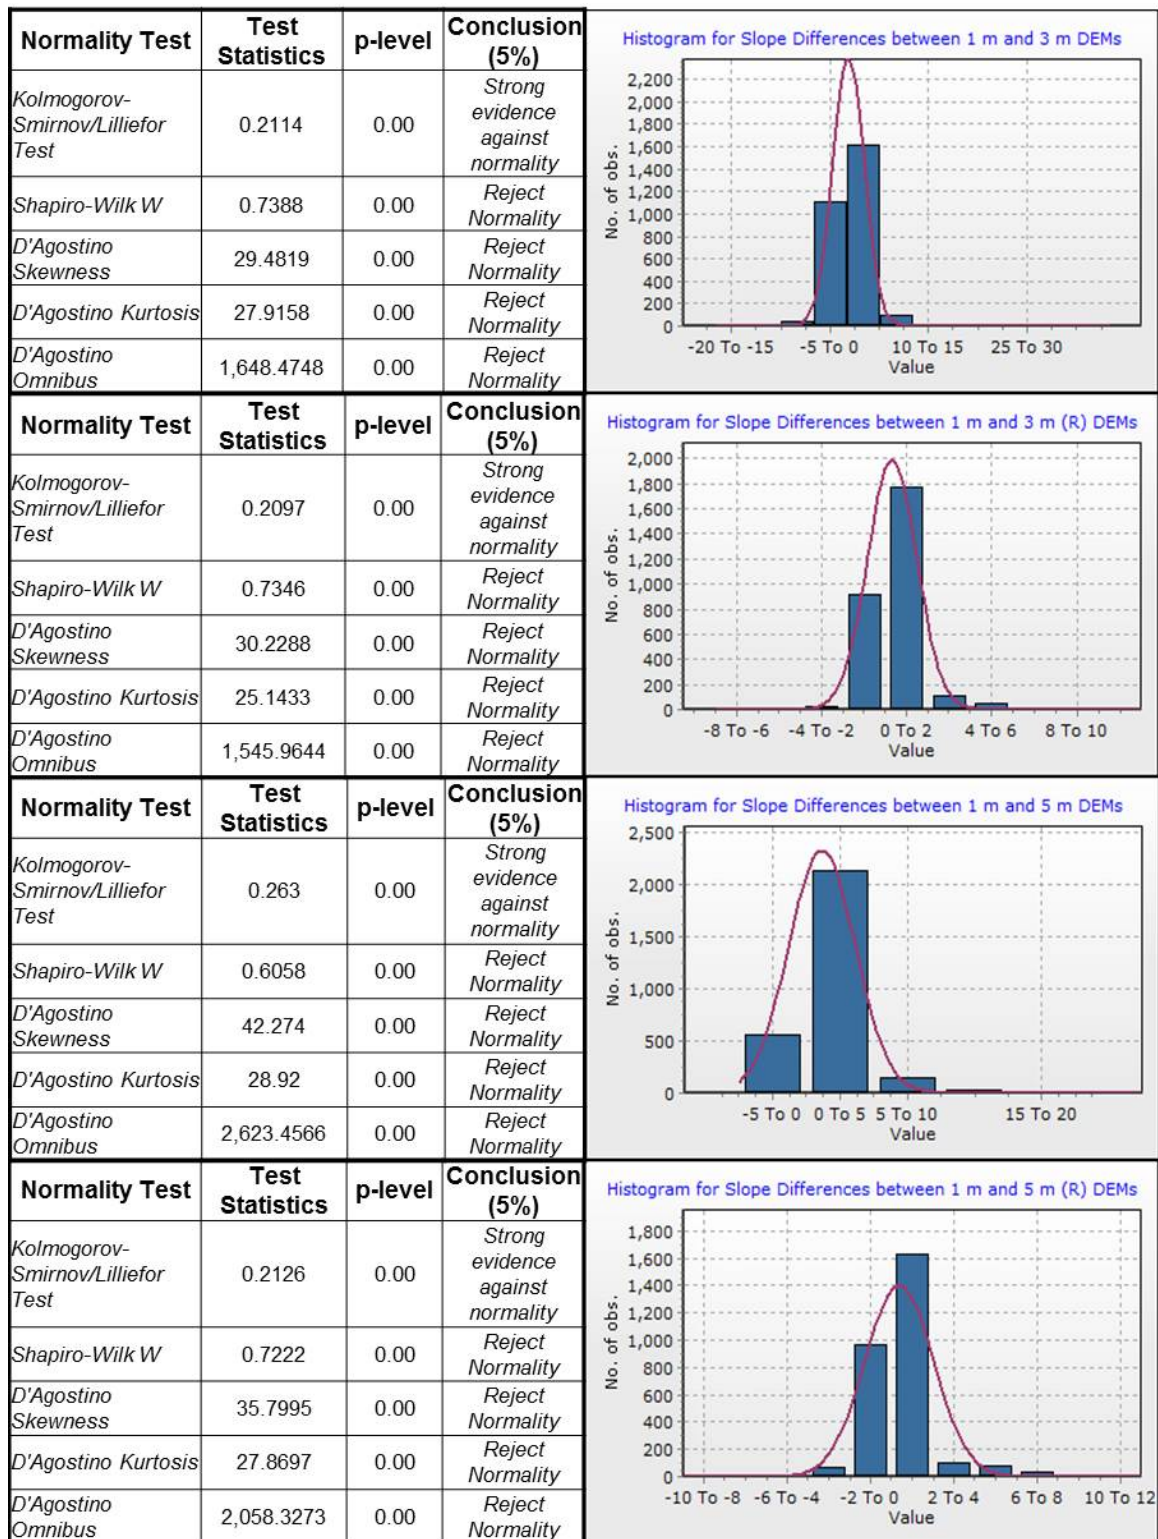 Normality Test
Test
Statistics
p-level
Conclusion
(5%)
Kolmogorov-
Smirnov/Lilliefor
Test
0.2114
0.00
Strong
evidence
against
normality
Shapiro-Wilk W
0.7388
0.00
Reject
Normality
D'Agostino
Skewness
29.4819
0.00
Reject
Normality
D'Agostino Kurtosis
27.9158
0.00
Reject
Normality
D'Agostino
Omnibus
1,648.4748
0.00
Reject
Normality
Histogram for Slope Differences between 1 m and 3 m DEMs
No. of obs.
2,200
2,000
1,800
1,600
1,400
1,200
1,000
800
600
400
200
0
-20 To -15 -5 To 0 10 To 15 25 To 30
Value
Normality Test
Test
Statistics
p-level
Conclusion
(5%)
Kolmogorov-
Smirnov/Lilliefor
Test
0.2097
0.00
Strong
evidence
against
normality
Shapiro-Wilk W
0.7346
0.00
Reject
Normality
D'Agostino
Skewness
30.2288
0.00
Reject
Normality
D'Agostino Kurtosis
25.1433
0.00
Reject
Normality
D'Agostino
Omnibus
1,545.9644
0.00
Reject
Normality
Histogram for Slope Differences between 1 m and 3 m (R) DEMs
No. of obs.
2,000
1,800
1,600
1,400
1,200
1,000
800
600
400
200
0
-8 To -6 -4 To -2 0 To 2 4 To 6 8 To 10
Value
Normality Test
Test
Statistics
p-level
Conclusion
(5%)
Kolmogorov-
Smirnov/Lilliefor
Test
0.263
0.00
Strong
evidence
against
normality
Shapiro-Wilk W
0.6058
0.00
Reject
Normality
D'Agostino
Skewness
42.274
0.00
Reject
Normality
D'Agostino Kurtosis
28.92
0.00
Reject
Normality
D'Agostino
Omnibus
2,623.4566
0.00
Reject
Normality
Histogram for Slope Differences between 1 m and 5 m DEMs
No. of obs.
2,500
2,000
1,500
1,000
500
0
-5 To 0 0 To 5 5 To 10 15 To 20
Value
Normality Test
Test
Statistics
p-level
Conclusion
(5%)
Kolmogorov-
Smirnov/Lilliefor
Test
0.2126
0.00
Strong
evidence
against
normality
Shapiro-Wilk W
0.7222
0.00
Reject
Normality
D'Agostino
Skewness
35.7995
0.00
Reject
Normality
D'Agostino Kurtosis
27.8697
0.00
Reject
Normality
D'Agostino
Omnibus
2,058.3273
0.00
Reject
Normality
Histogram for Slope Differences between 1 m and 5 m (R) DEMs
No. of obs.
1,800
1,600
1,400
1,200
1,000
800
600
400
200
0
-10 To -8 -6 To -4 -2 To 0 2 To 4 6 To 8 10 To 12
Value